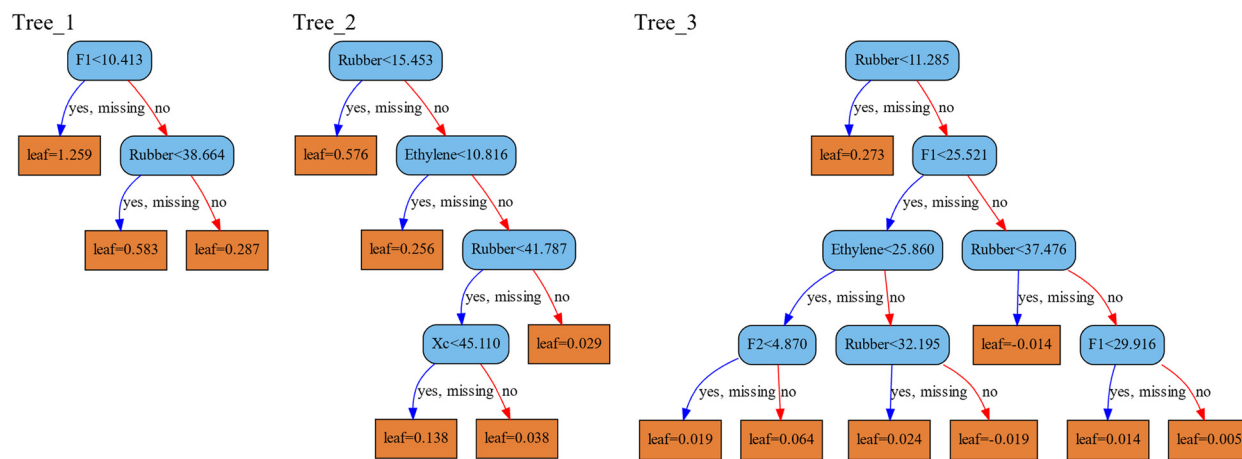 Tree_1
F1<10.413
yes, missing
no
leaf=1.259
Rubber<38.664
yes, missing
no
leaf=0.583
leaf=0.287
Tree_2
Rubber<15.453
yes, missing
no
leaf=0.576
Ethylene<10.816
yes, missing
no
leaf=0.256
Rubber<41.787
yes, missing
no
Xc<45.110
leaf=0.029
yes, missing
no
leaf=0.138
leaf=0.038
Tree_3
Rubber<11.285
yes, missing
no
leaf=0.273
F1<25.521
yes, missing
no
Ethylene<25.860
Rubber<37.476
yes, missing
no
yes, missing
no
F2<4.870
Rubber<32.195
leaf=-0.014
F1<29.916
yes, missing
no
yes, missing
no
yes, missing
no
leaf=0.019
leaf=0.064
leaf=0.024
leaf=-0.019
leaf=0.014
leaf=0.005